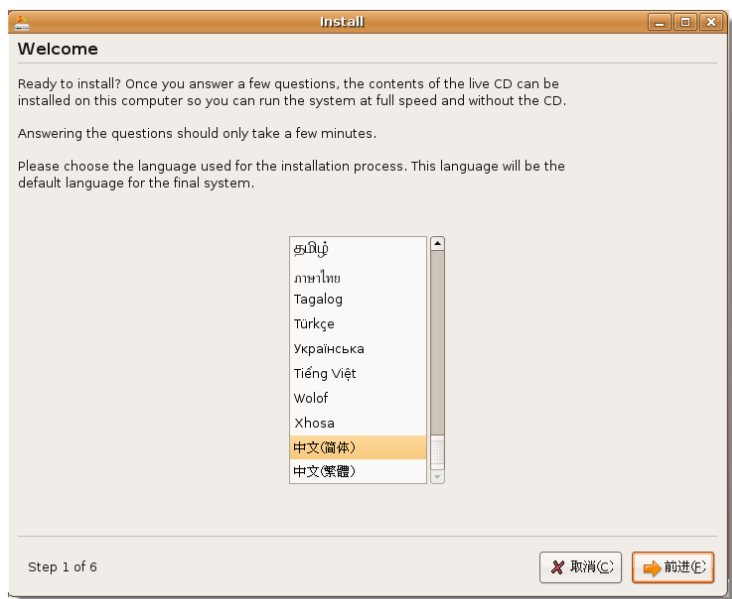 Install
Welcome
Ready to install? Once you answer a few questions, the contents of the live CD can be
installed on this computer so you can run the system at full speed and without the CD.
Answering the questions should only take a few minutes.
Please choose the language used for the installation process. This language will be the
default language for the final system.
தமிழ்
ภาษาไทย
Tagalog
Türkçe
Українська
Tiếng Việt
Wolof
Xhosa
中文(简体)
中文(繁體)
Step 1 of 6
取消(C)
前进(F)